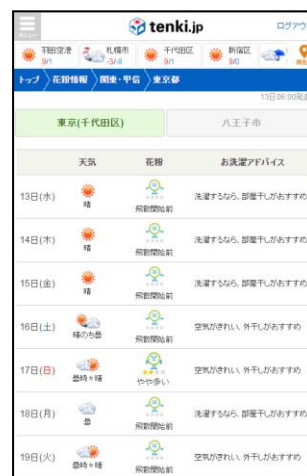 メニュー
tenki.jp
ログアウ
羽田空港 9/1
札幌市 -3/-8
千代田区 9/1
新宿区 9/0
トップ 花粉情報 関東・甲信 東京都
13日06:00発
東京(千代田区) 八王子市
天気 花粉 お洗濯アドバイス
13日(水) 晴 飛散開始前 洗濯するなら、部屋干しがおすすめ
14日(木) 晴 飛散開始前 洗濯するなら、部屋干しがおすすめ
15日(金) 晴 飛散開始前 洗濯するなら、部屋干しがおすすめ
16日(土) 晴のち曇 飛散開始前 空気がきれい、外干しがおすすめ
17日(日) 曇時々晴 やや多い 空気がきれい、外干しがおすすめ
18日(月) 曇 飛散開始前 洗濯するなら、部屋干しがおすすめ
19日(火) 曇時々晴 飛散開始前 空気がきれい、外干しがおすすめ